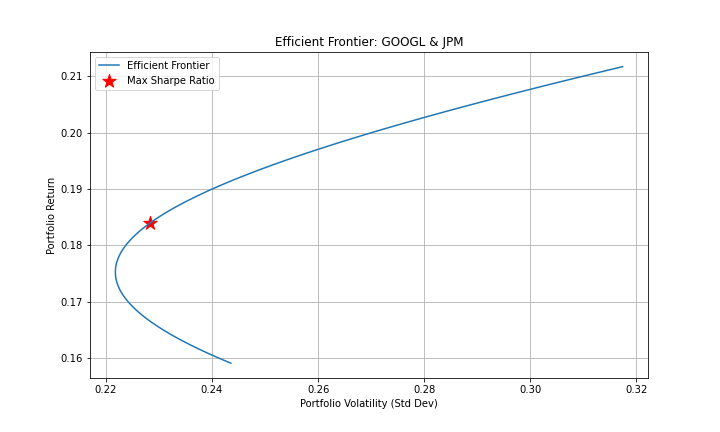 Efficient Frontier: GOOGL & JPM
Efficient Frontier
Max Sharpe Ratio
Portfolio Return
0.21
0.20
0.19
0.18
0.17
0.16
0.22
0.24
0.26
0.28
0.30
0.32
Portfolio Volatility (Std Dev)